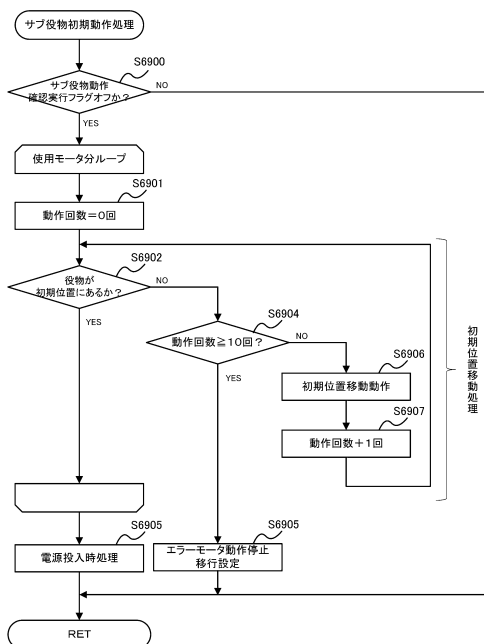 サブ役物初期動作処理
S6900
サブ役物動作
確認実行フラグオフか?
NO
YES
使用モータ分ループ
S6901
動作回数=0回
S6902
役物が
初期位置にあるか?
NO
YES
S6904
動作回数≧10回?
NO
YES
S6906
初期位置移動動作
S6907
動作回数+1回
初期位置移動処理
S6905
電源投入時処理
S6905
エラーモータ動作停止
移行設定
RET